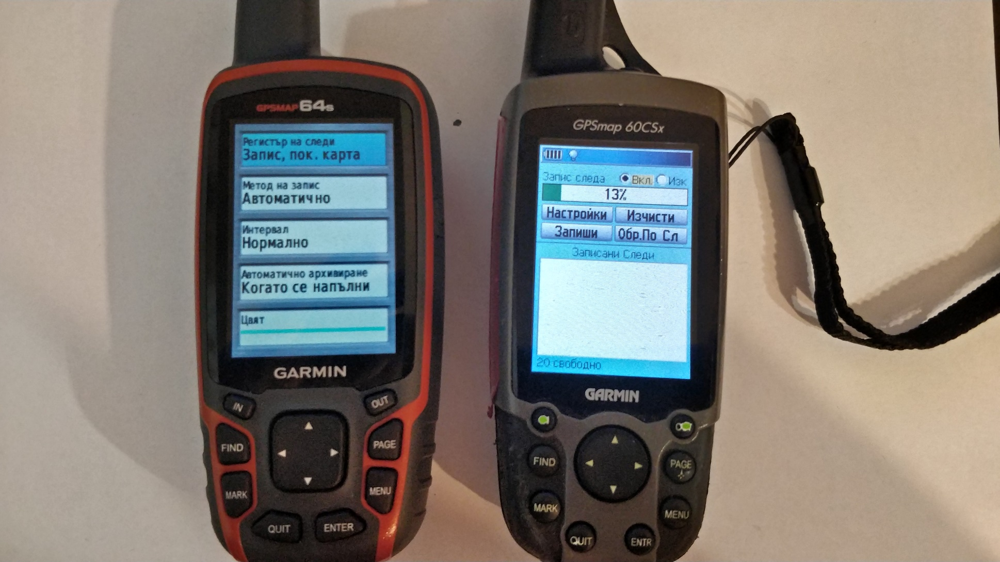 GPSMAP 64s
Регистър на следи
Запис, пок. карта
Метод на запис
Автоматично
Интервал
Нормално
Автоматично архивиране
Когато се напълни
Цвят
GARMIN
IN
OUT
FIND
PAGE
MARK
MENU
QUIT
ENTER
GPSmap 60CSx
Запис следа Вкл. Изк
13%
Настройки Изчисти
Запиши Обр.По Сл
Записани Следи
20 свободно
GARMIN
FIND
PAGE
MARK
MENU
QUIT
ENTR